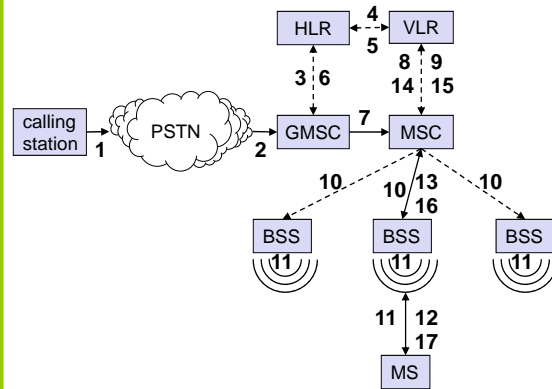 4
HLR VLR
5
8 9
3 6
14 15
calling
station
PSTN
7
GMSC MSC
1 2
10 10 13 10
16
BSS BSS BSS
11 11 11
11 12
17
MS